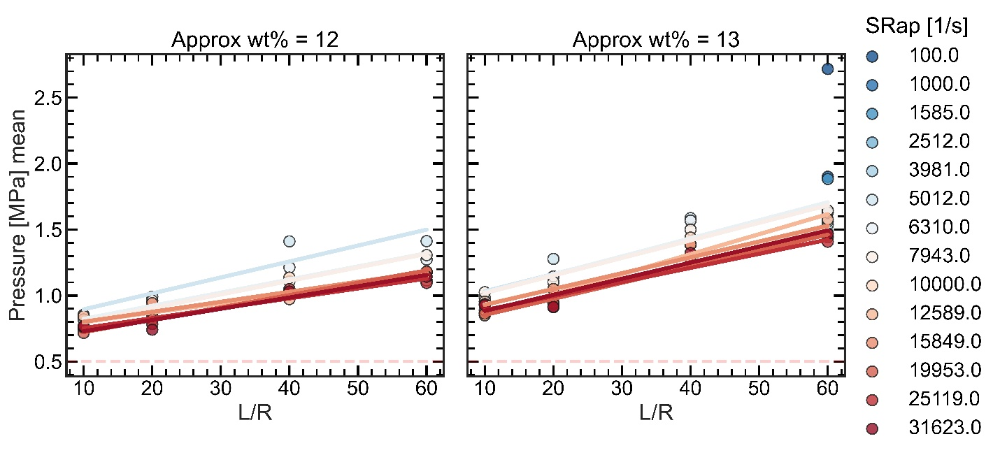 Approx wt% = 12
Approx wt% = 13
SRap [1/s]
100.0
1000.0
1585.0
2512.0
3981.0
5012.0
6310.0
7943.0
10000.0
12589.0
15849.0
19953.0
25119.0
31623.0
Pressure [MPa] mean
2.5
2.0
1.5
1.0
0.5
10 20 30 40 50 60
10 20 30 40 50 60
L/R
L/R